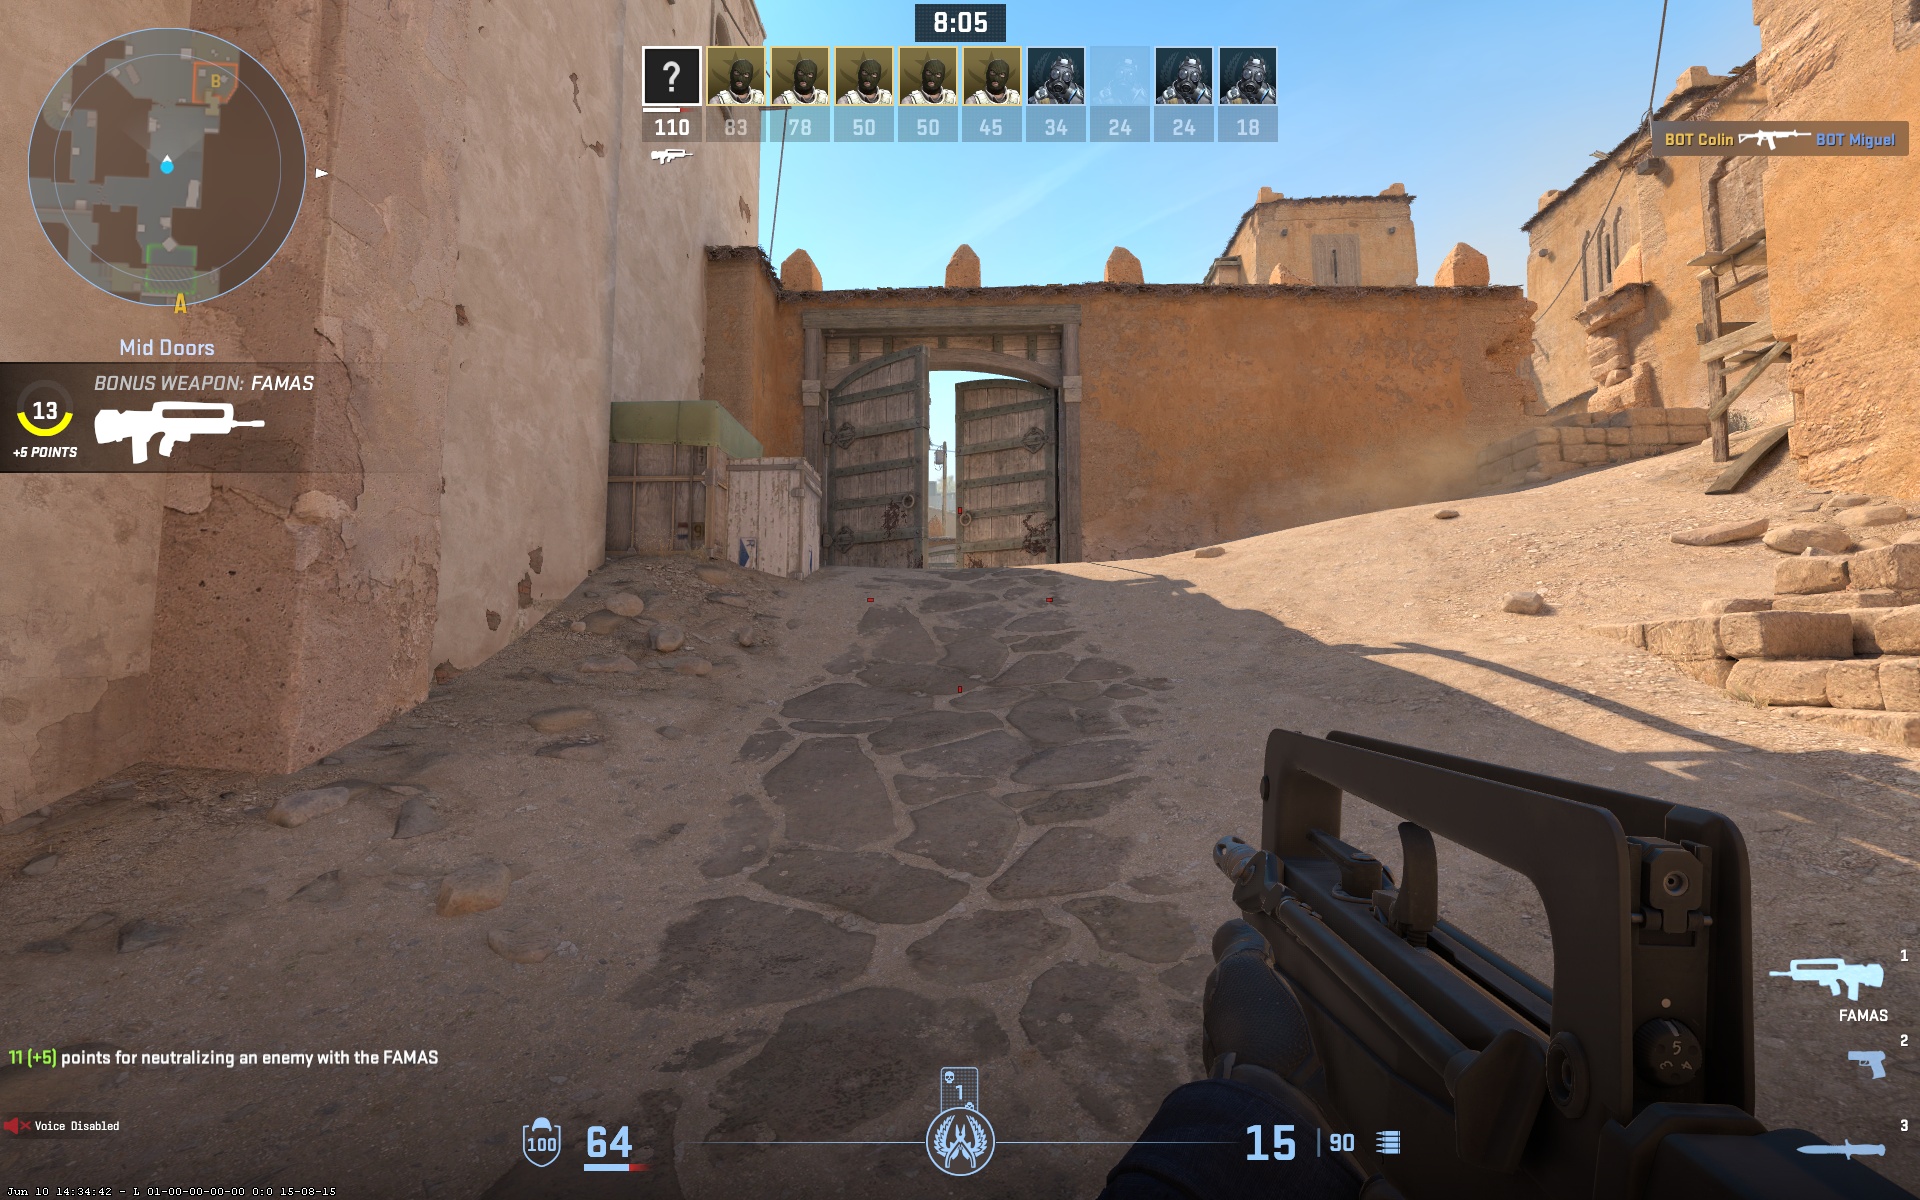 8:05
?
110 83 78 50 50 45 34 24 24 18
BOT Colin BOT Miguel
B
A
Mid Doors
BONUS WEAPON: FAMAS
13
+5 POINTS
1
FAMAS
2
3
11 (+5) points for neutralizing an enemy with the FAMAS
Voice Disabled
100
64
1
15 | 90
5
Jun 10 14:34:42 - L 01-00-00-00-00 0:0 15-08-15